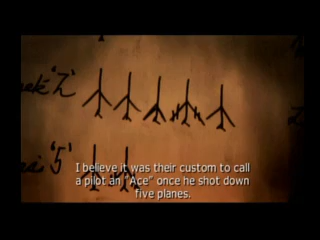 I believe it was their custom to call
a pilot an "Ace" once he shot down
five planes.